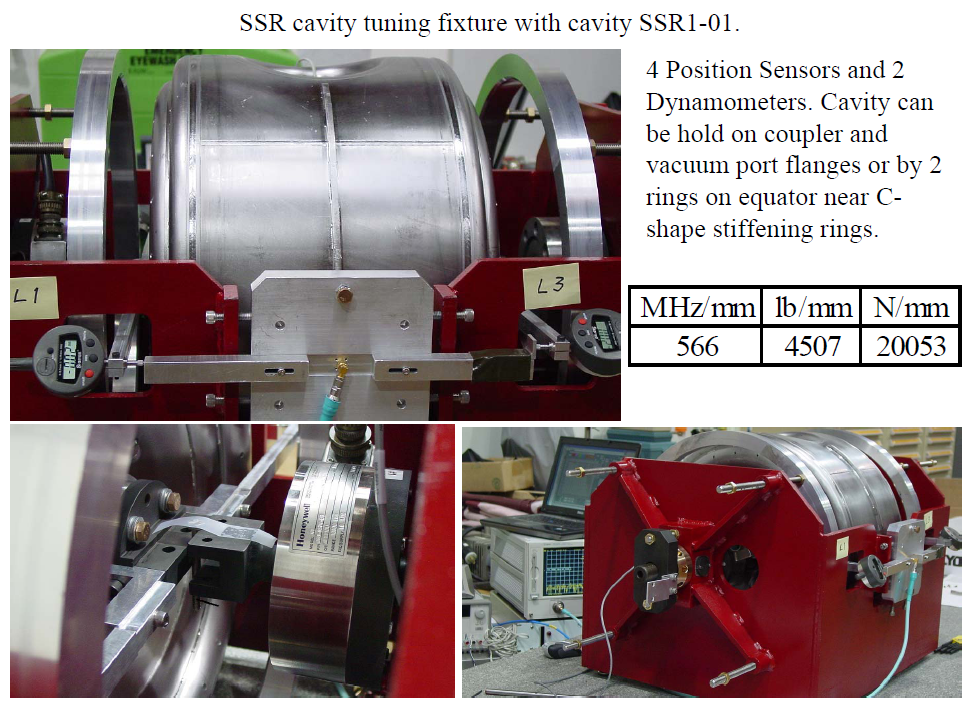 SSR cavity tuning fixture with cavity SSR1-01.
EMERGENCY
EYEWASH
4 Position Sensors and 2
Dynamometers. Cavity can
be hold on coupler and
vacuum port flanges or by 2
rings on equator near C-
shape stiffening rings.
L1
L3
MHz/mm lb/mm N/mm
566 4507 20053
Honeywell
L1